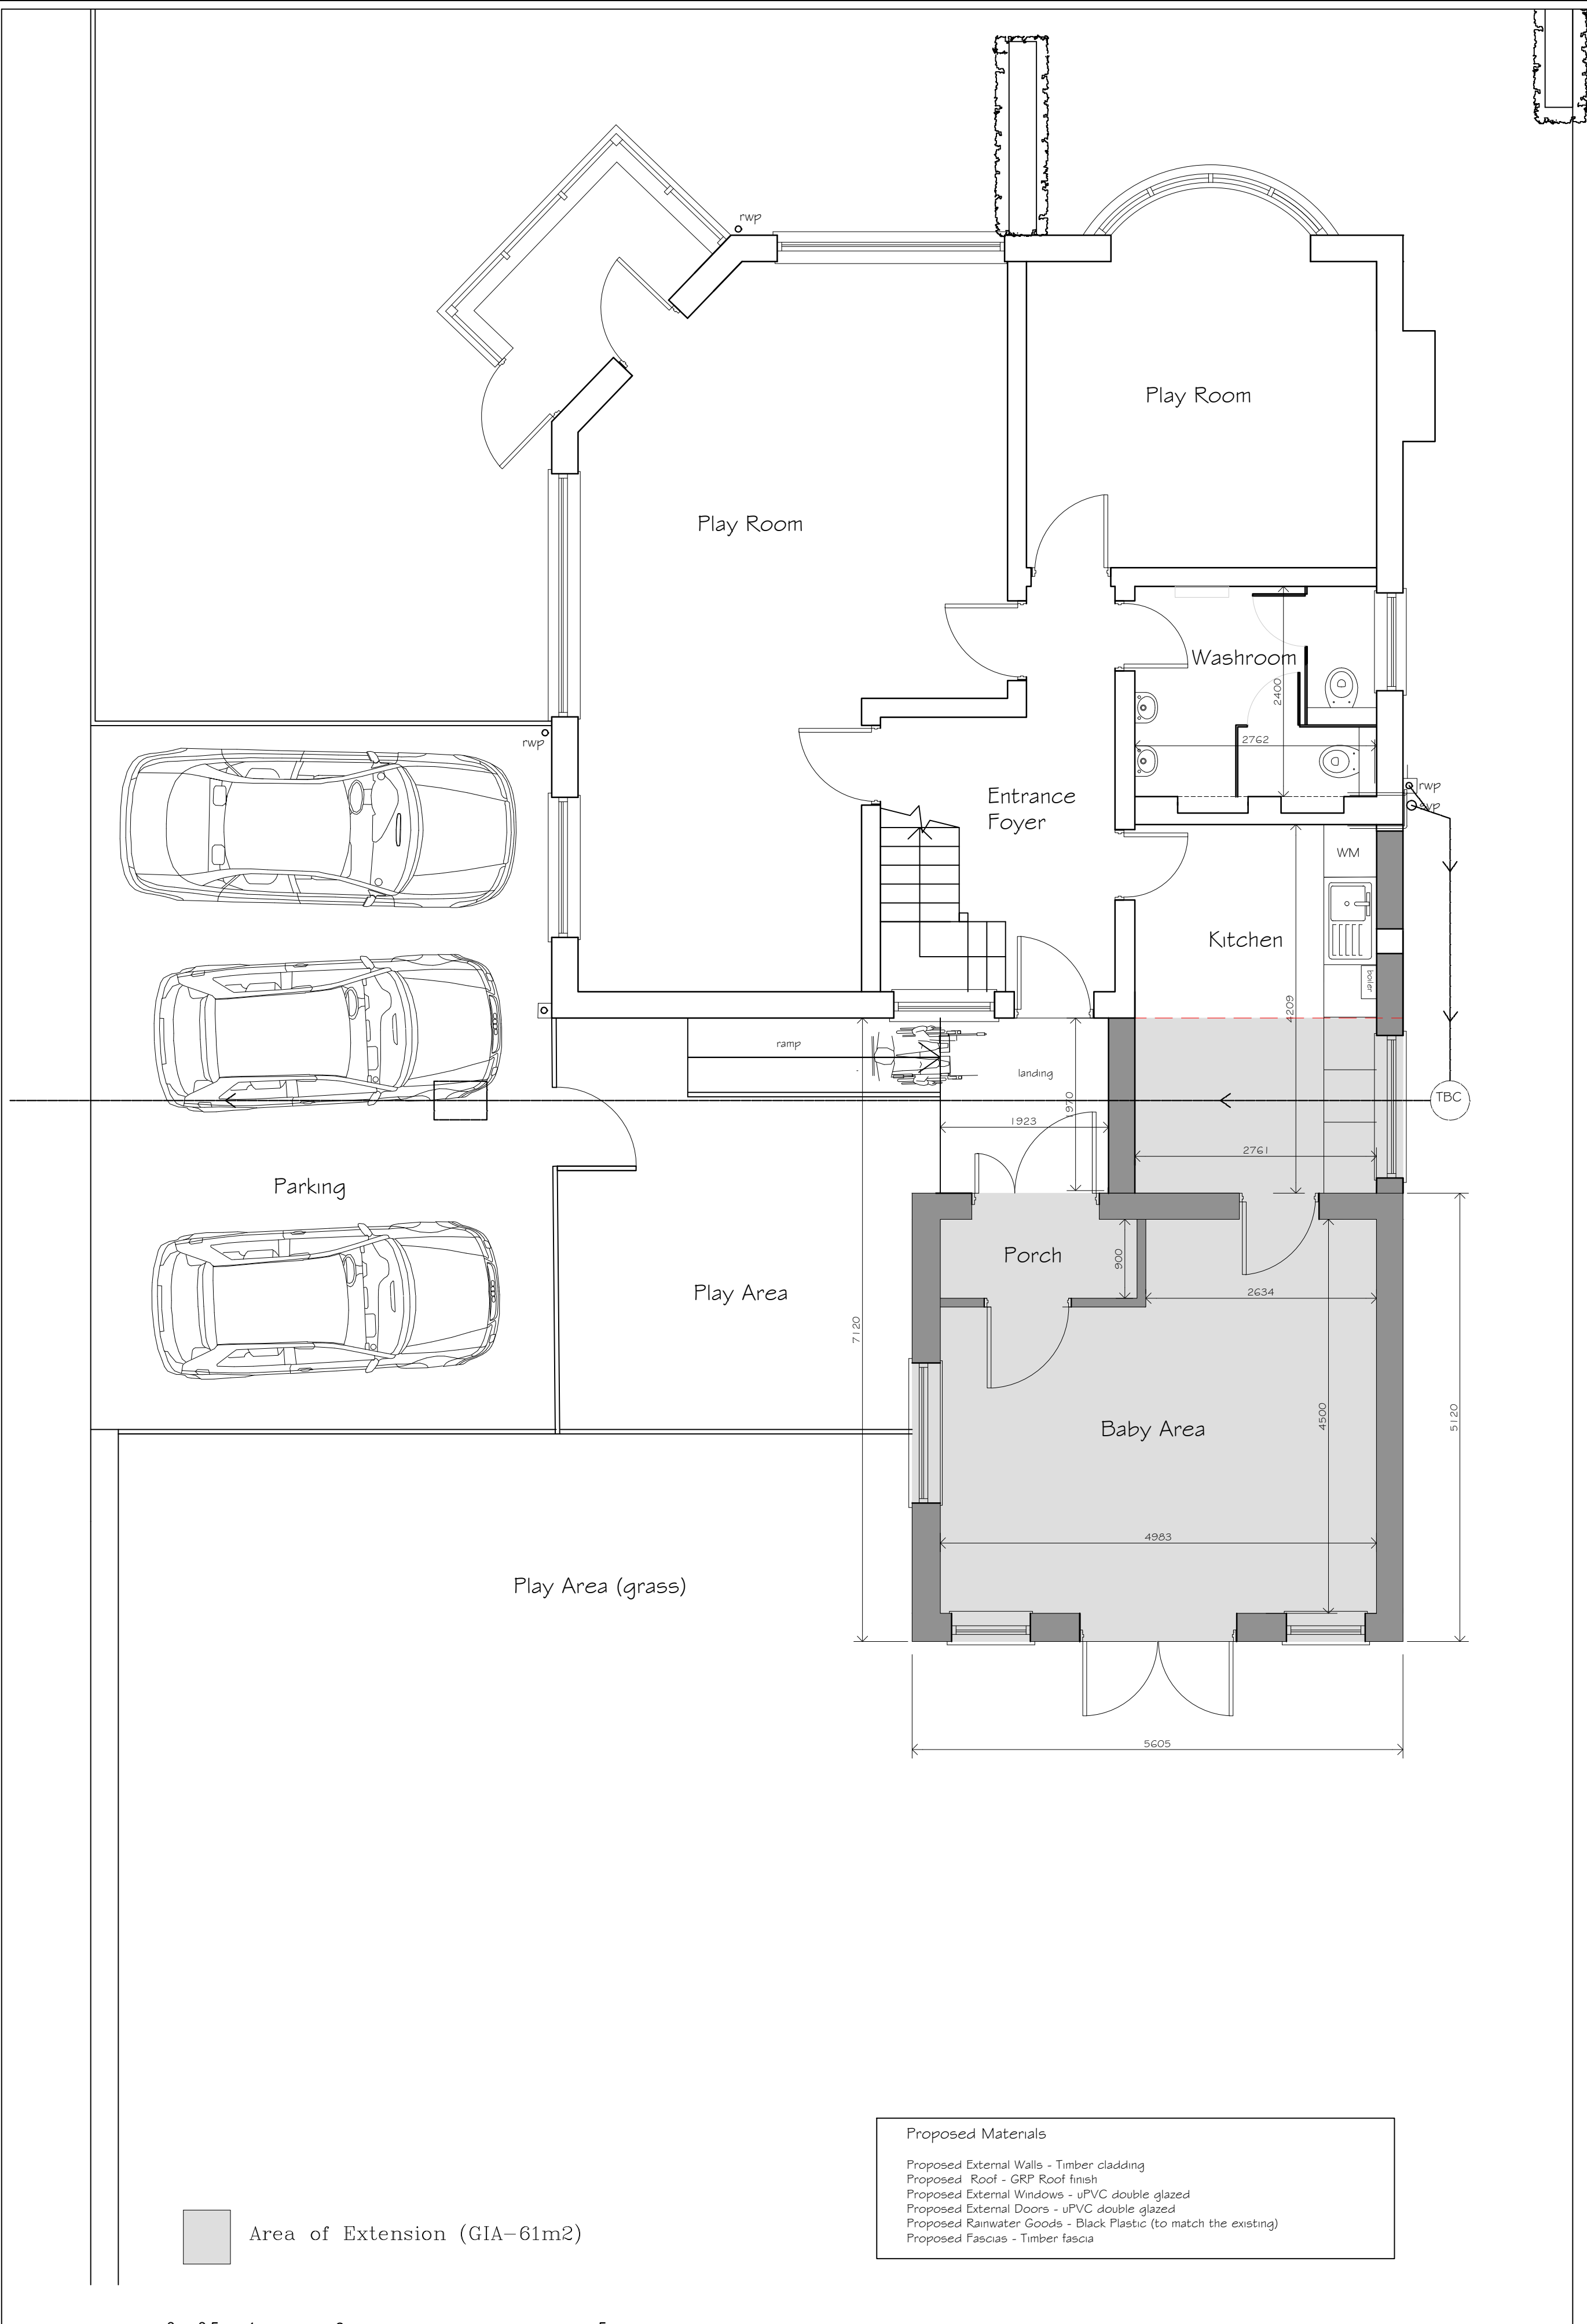 rwp
Play Room
Play Room
Washroom
2400
2762
rwp
rwp
svp
Entrance
Foyer
WM
Kitchen
boiler
4209
ramp
landing
1970
1923
TBC
2761
Parking
Porch
900
2634
Play Area
7120
Baby Area
4500
5120
4983
Play Area (grass)
5605
Proposed Materials
Proposed External Walls - Timber cladding
Proposed Roof - GRP Roof finish
Proposed External Windows - uPVC double glazed
Proposed External Doors - uPVC double glazed
Proposed Rainwater Goods - Black Plastic (to match the existing)
Proposed Fascias - Timber fascia
Area of Extension (GIA-61m2)